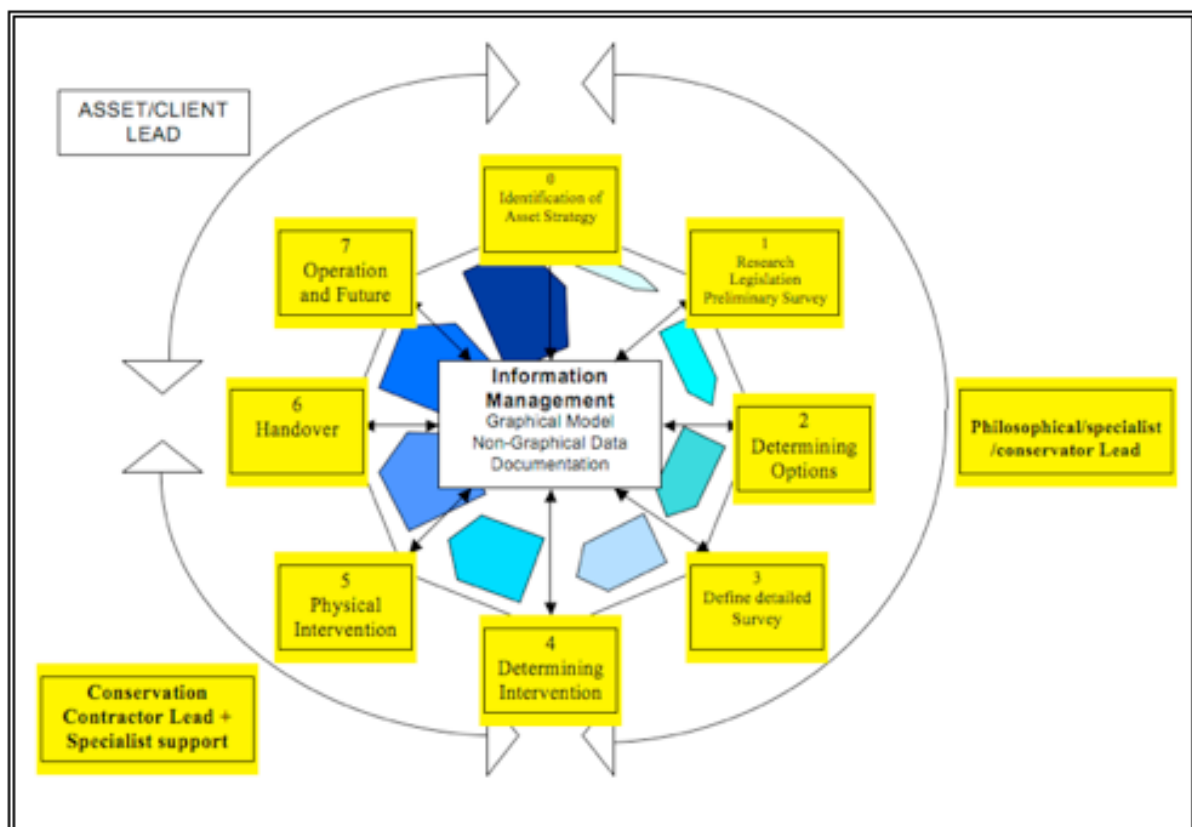 ASSET/CLIENT
LEAD
0
Identification of
Asset Strategy
1
Research
Legislation
Preliminary Survey
7
Operation
and Future
Information
Management
Graphical Model
Non-Graphical Data
Documentation
6
Handover
2
Determining
Options
Philosophical/specialist
/conservator Lead
5
Physical
Intervention
3
Define detailed
Survey
4
Determining
Intervention
Conservation
Contractor Lead +
Specialist support